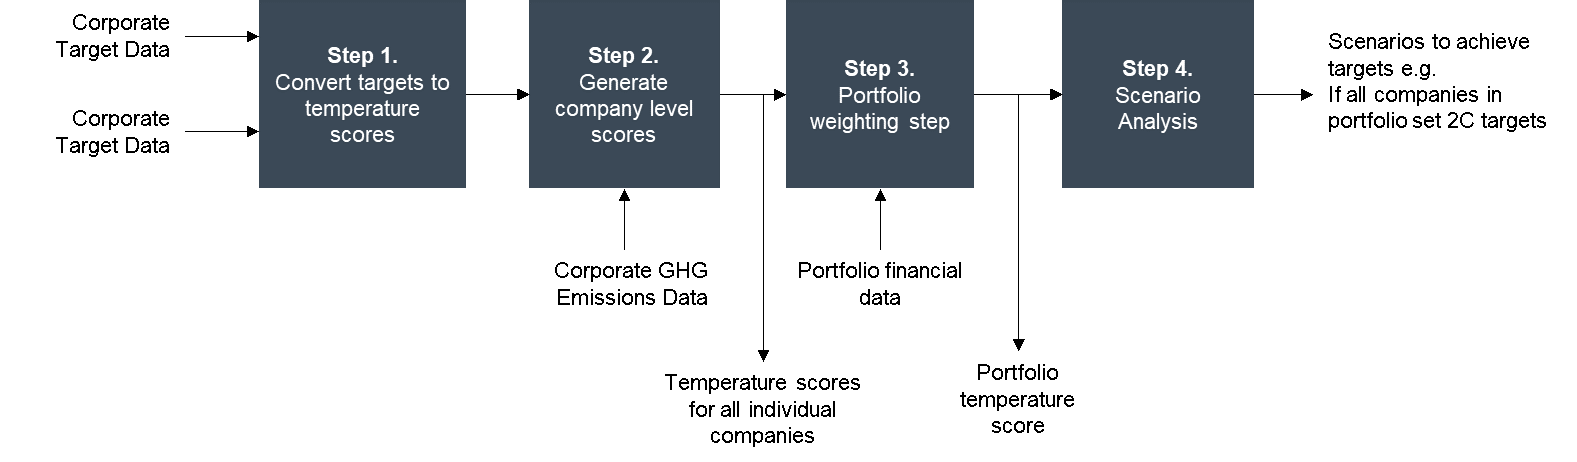 Corporate
Target Data
Corporate
Target Data
Step 1.
Convert targets to
temperature
scores
Step 2.
Generate
company level
scores
Corporate GHG
Emissions Data
Temperature scores
for all individual
companies
Step 3.
Portfolio
weighting step
Portfolio financial
data
Portfolio
temperature
score
Step 4.
Scenario
Analysis
Scenarios to achieve
targets e.g.
If all companies in
portfolio set 2C targets